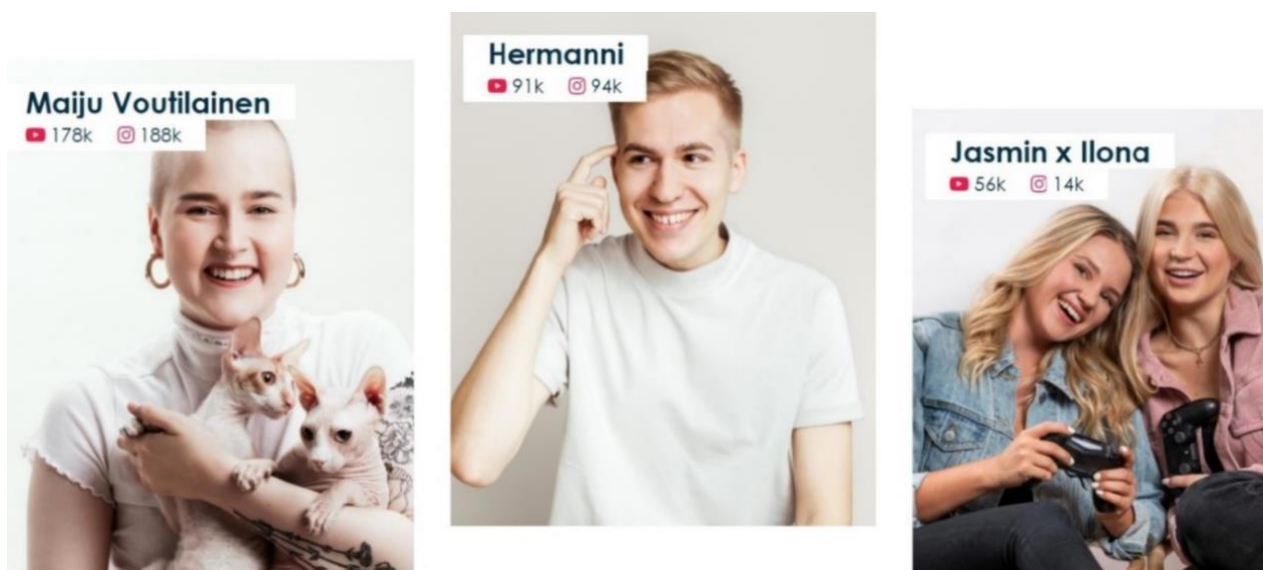 Maiju Voutilainen
178k 188k
Hermanni
91k 94k
Jasmin x Ilona
56k 14k